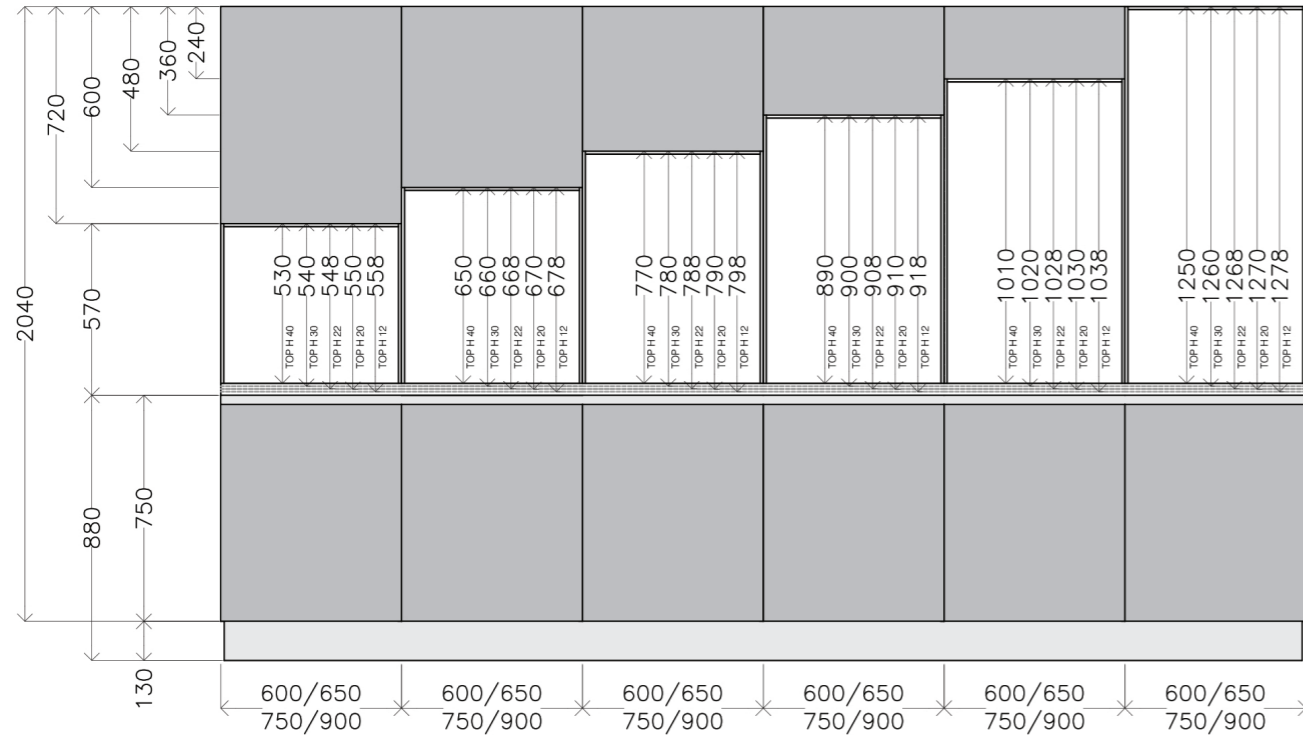 240
360
480
600
720
570
2040
530
540
548
550
558
TOP H 40
TOP H 30
TOP H 22
TOP H 20
TOP H 12
650
660
668
670
678
TOP H 40
TOP H 30
TOP H 22
TOP H 20
TOP H 12
770
780
788
790
798
TOP H 40
TOP H 30
TOP H 22
TOP H 20
TOP H 12
890
900
908
910
918
TOP H 40
TOP H 30
TOP H 22
TOP H 20
TOP H 12
1010
1020
1028
1030
1038
TOP H 40
TOP H 30
TOP H 22
TOP H 20
TOP H 12
1250
1260
1268
1270
1278
TOP H 40
TOP H 30
TOP H 22
TOP H 20
TOP H 12
880
750
130
600/650
750/900
600/650
750/900
600/650
750/900
600/650
750/900
600/650
750/900
600/650
750/900